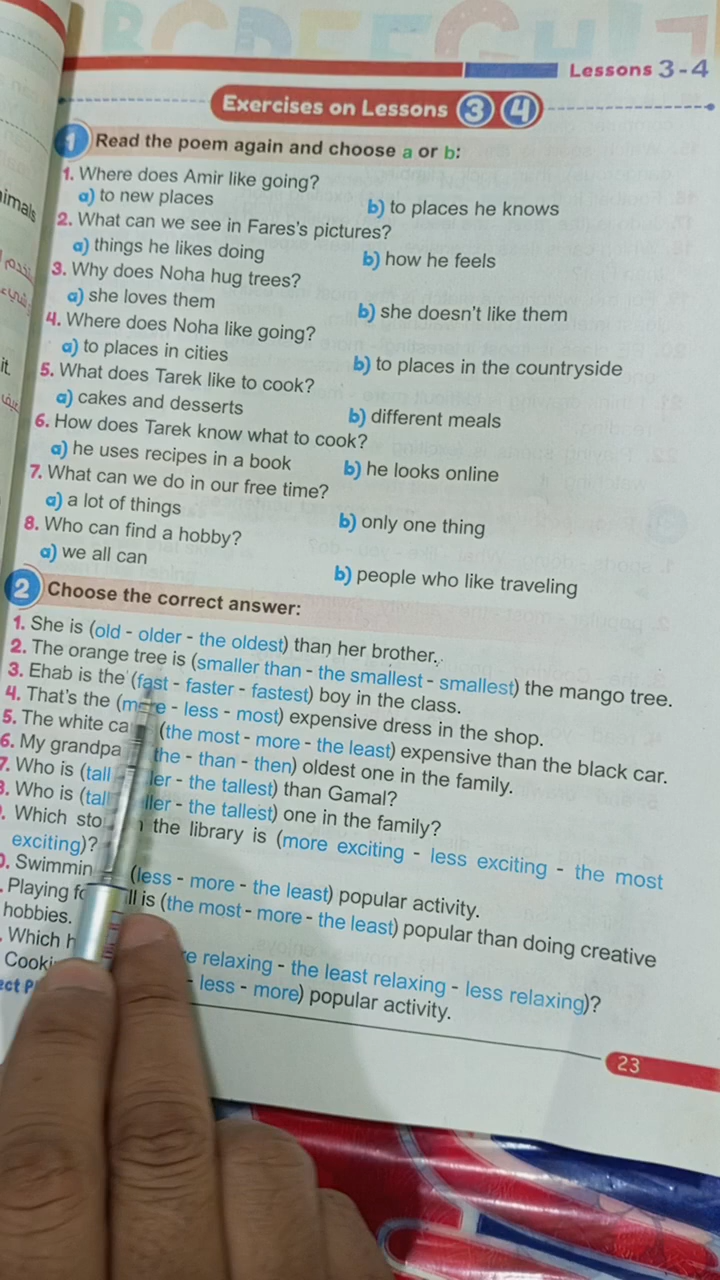 Lessons 3-4
Exercises on Lessons 3 4
1 Read the poem again and choose a or b:
1. Where does Amir like going?
a) to new places b) to places he knows
2. What can we see in Fares's pictures?
a) things he likes doing b) how he feels
3. Why does Noha hug trees?
a) she loves them b) she doesn't like them
4. Where does Noha like going?
a) to places in cities b) to places in the countryside
5. What does Tarek like to cook?
a) cakes and desserts b) different meals
6. How does Tarek know what to cook?
a) he uses recipes in a book b) he looks online
7. What can we do in our free time?
a) a lot of things b) only one thing
8. Who can find a hobby?
a) we all can b) people who like traveling
2 Choose the correct answer:
1. She is (old - older - the oldest) than her brother.
2. The orange tree is (smaller than - the smallest - smallest) the mango tree.
3. Ehab is the (fast - faster - fastest) boy in the class.
4. That's the (more - less - most) expensive dress in the shop.
5. The white (the most - more - the least) expensive than the black car.
6. My grandpa the - than - then) oldest one in the family.
7. Who is (tall - the tallest) than Gamal?
8. Who is (tall - the tallest) one in the family?
Which the library is (more exciting - less exciting - the most
exciting)?
Swimming (less - more - the least) popular activity.
Playing is (the most - more - the least) popular than doing creative
hobbies.
Which relaxing - the least relaxing - less relaxing)?
- less - more) popular activity.
23